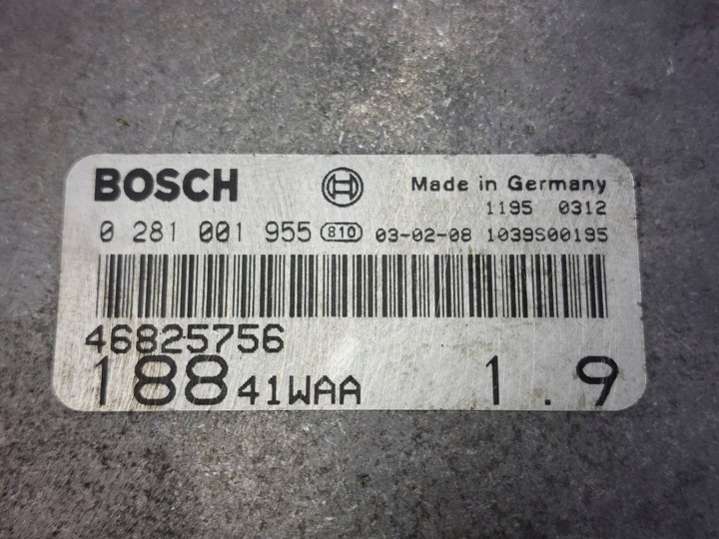 BOSCH Made in Germany
1195 0312
0 281 001 955 810 03-02-08 1039S00195
46825756
188 41WAA 1.9